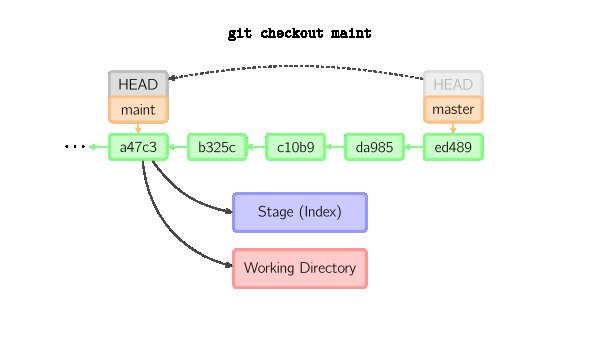 git checkout maint
HEAD
HEAD
maint
master
... a47c3 b325c c10b9 da985 ed489
Stage (Index)
Working Directory